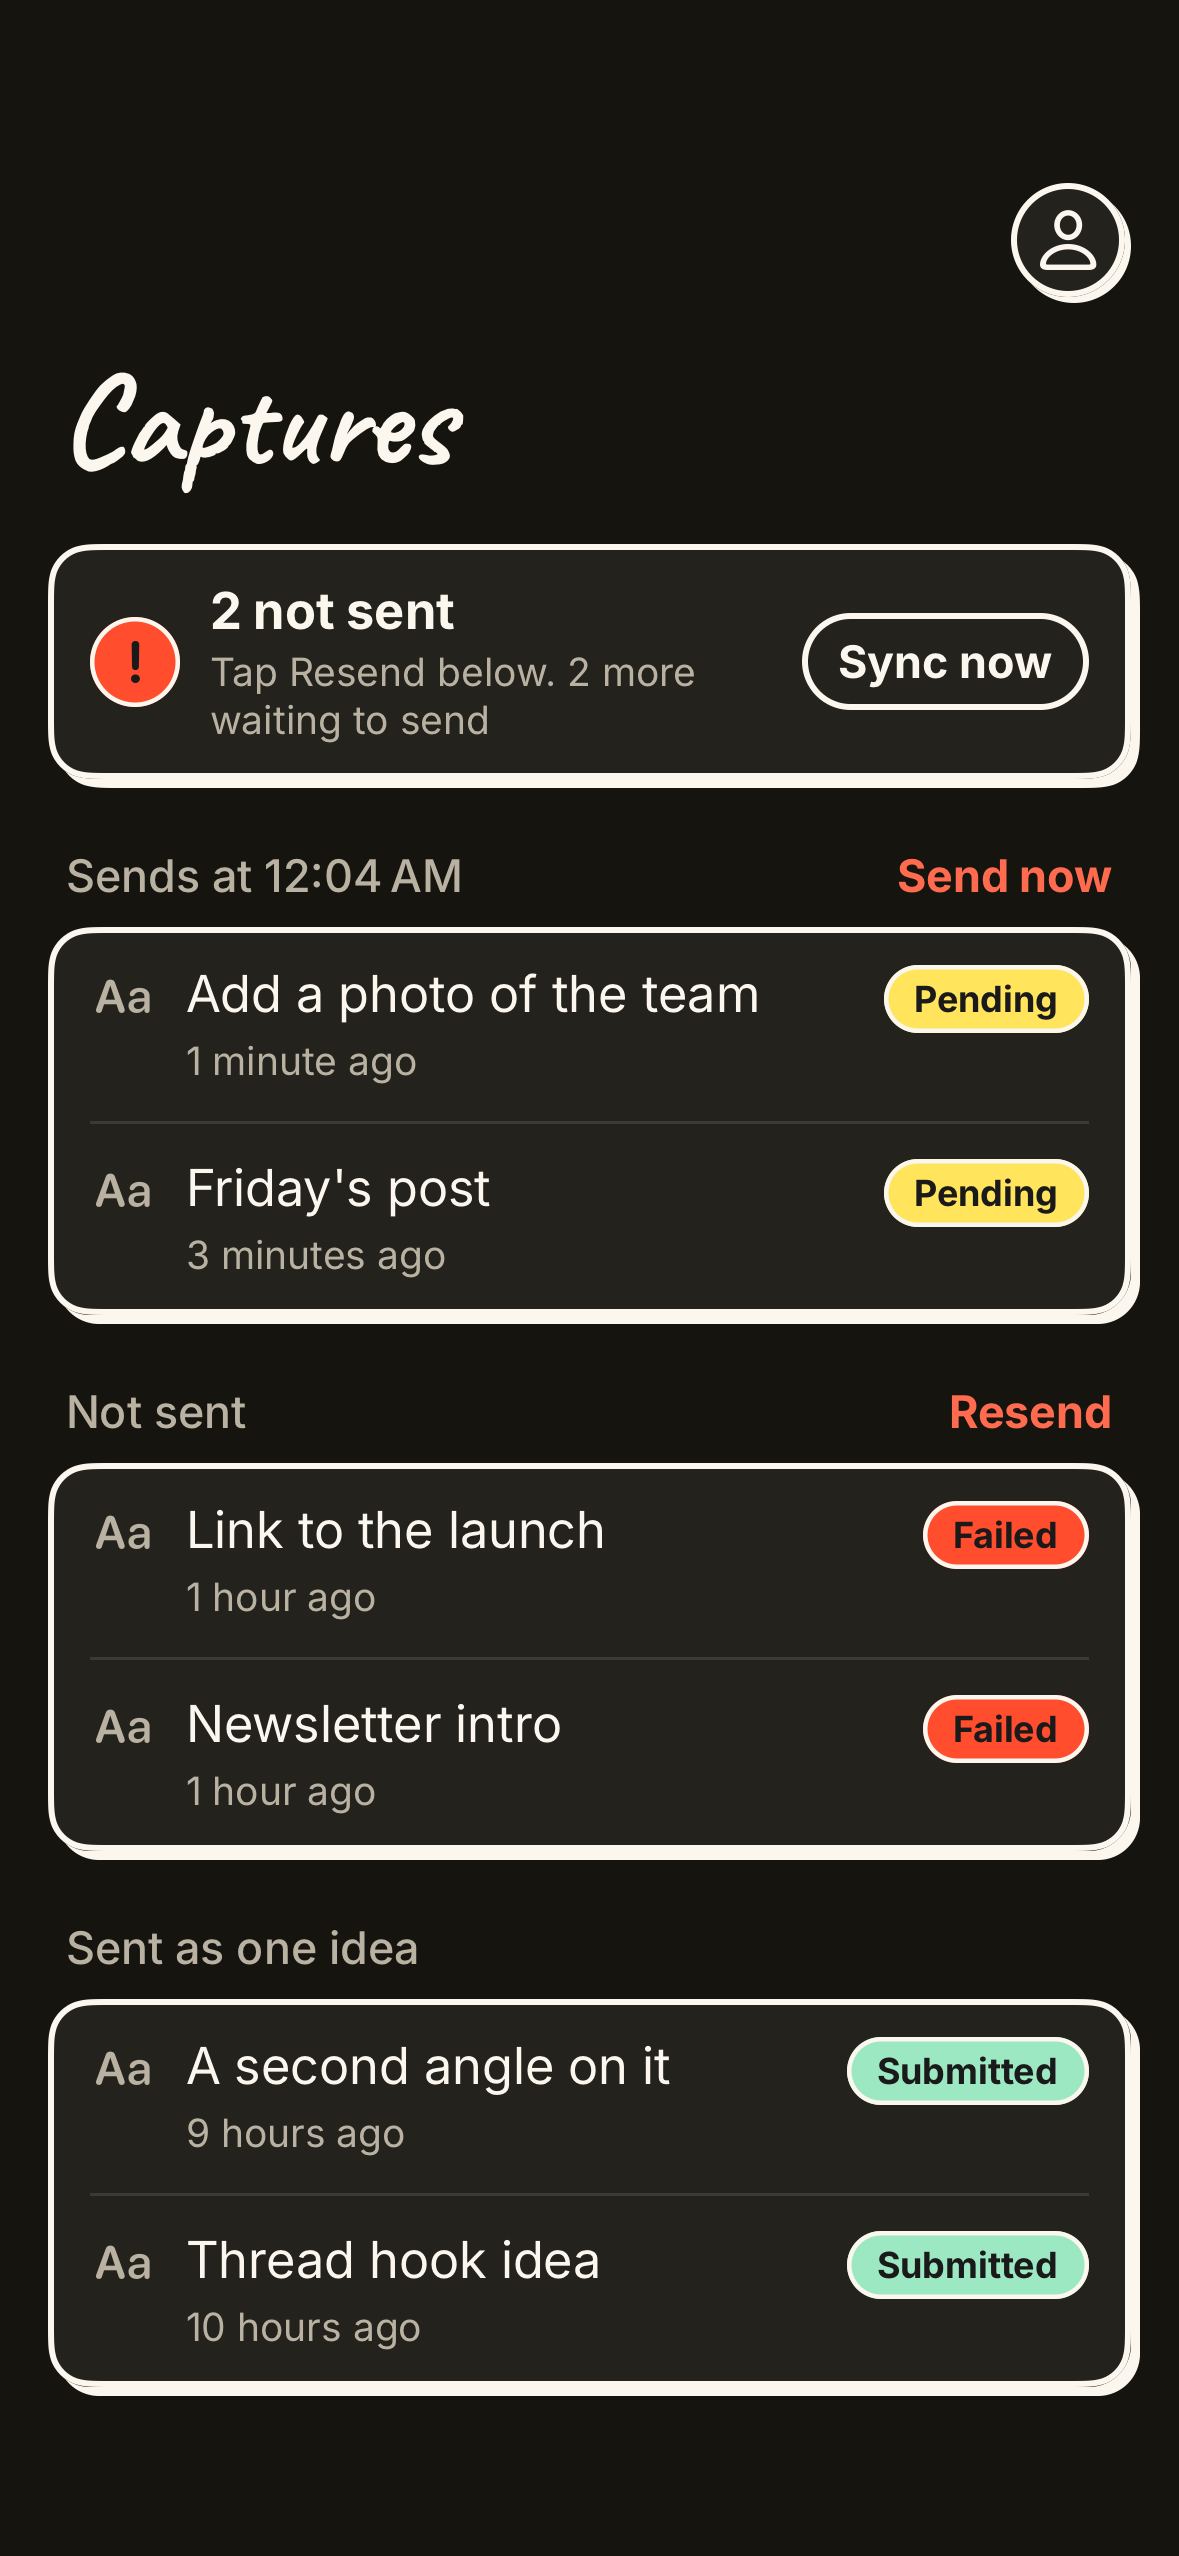 Captures
!
2 not sent
Tap Resend below. 2 more
waiting to send
Sync now
Sends at 12:04 AM
Send now
Aa
Add a photo of the team
Pending
1 minute ago
Aa
Friday's post
Pending
3 minutes ago
Not sent
Resend
Aa
Link to the launch
Failed
1 hour ago
Aa
Newsletter intro
Failed
1 hour ago
Sent as one idea
Aa
A second angle on it
Submitted
9 hours ago
Aa
Thread hook idea
Submitted
10 hours ago